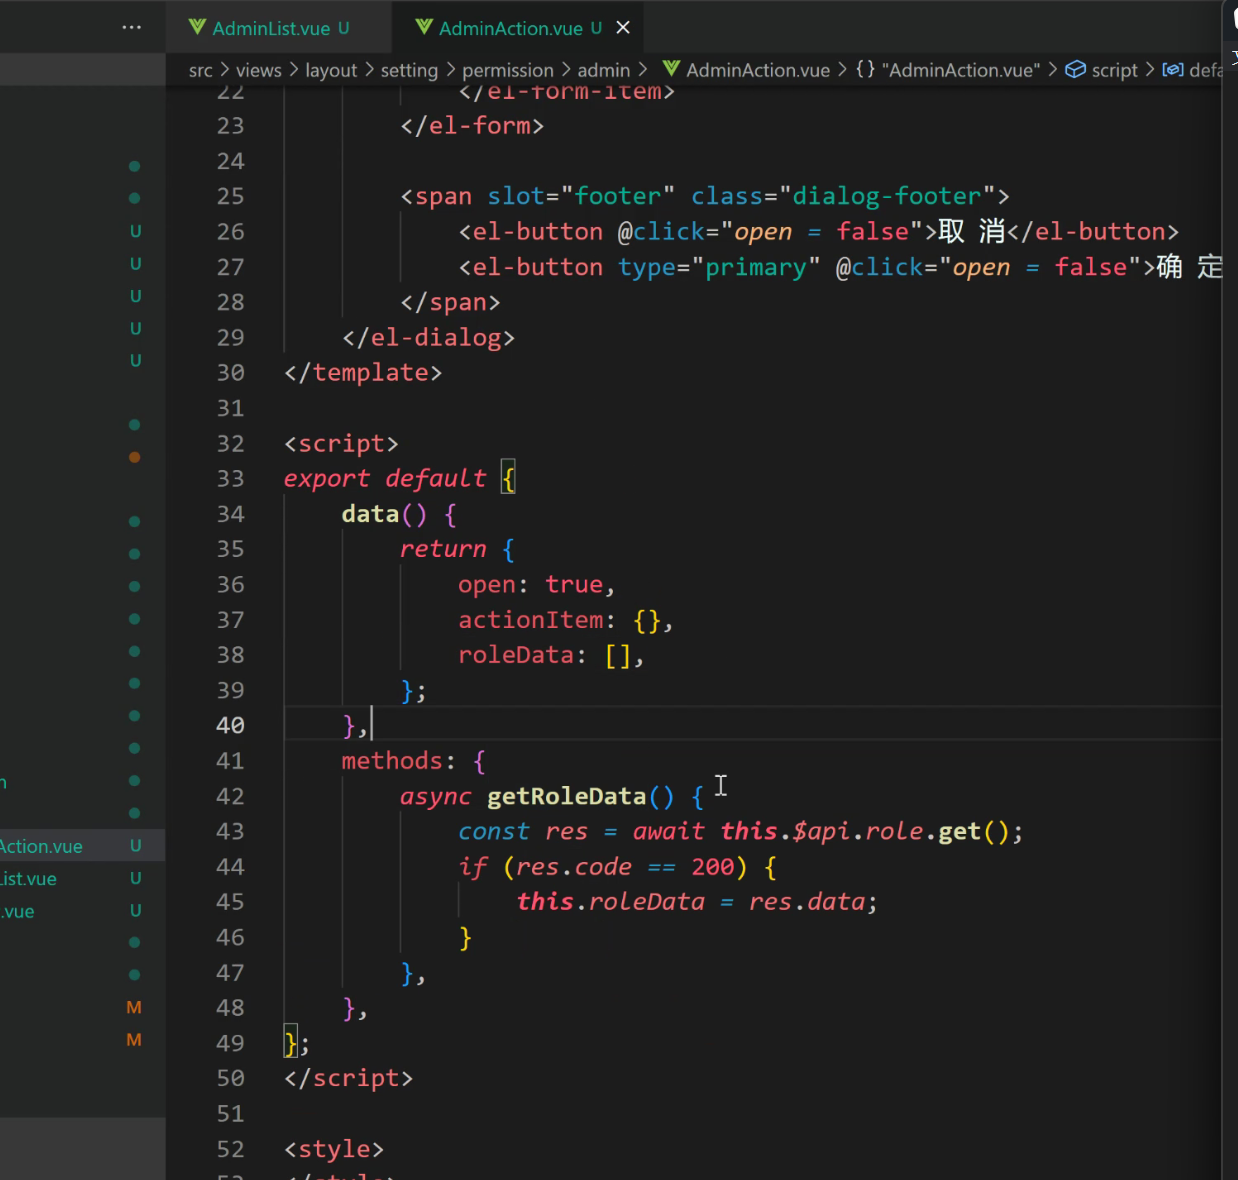 ··· AdminList.vue U AdminAction.vue U ×
src > views > layout > setting > permission > admin > AdminAction.vue > {} "AdminAction.vue" > script >
22 </el-form-item>
23 </el-form>
24
25 <span slot="footer" class="dialog-footer">
26 <el-button @click="open = false">取 消</el-button>
27 <el-button type="primary" @click="open = false">确 定
28 </span>
29 </el-dialog>
30 </template>
31
32 <script>
33 export default {
34 data() {
35 return {
36 open: true,
37 actionItem: {},
38 roleData: [],
39 };
40 },
41 methods: {
42 async getRoleData() {
43 const res = await this.$api.role.get();
44 if (res.code == 200) {
45 this.roleData = res.data;
46 }
47 },
48 },
49 };
50 </script>
51
52 <style>
53 </style>
U
U
U
U
U
Action.vue U
List.vue U
.vue U
M
M